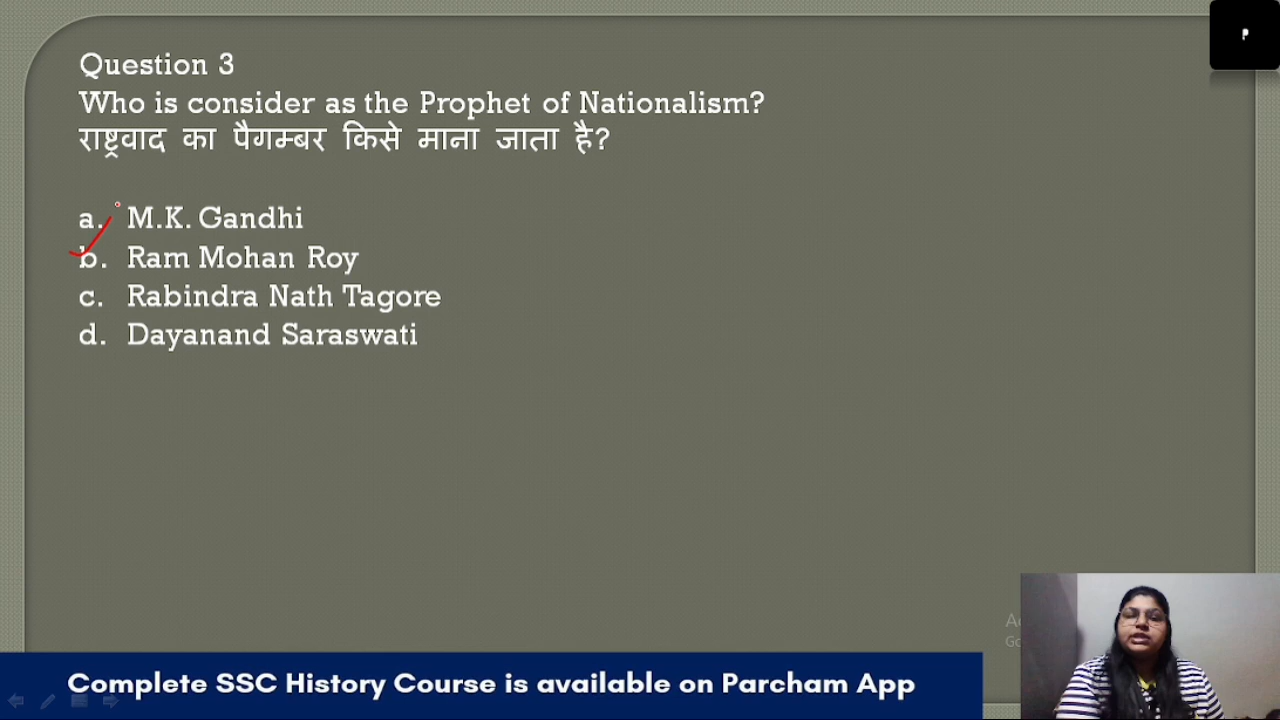 Question 3
Who is consider as the Prophet of Nationalism?
राष्ट्रवाद का पैगम्बर किसे माना जाता है?
a. M.K. Gandhi
b. Ram Mohan Roy
c. Rabindra Nath Tagore
d. Dayanand Saraswati
Complete SSC History Course is available on Parcham App